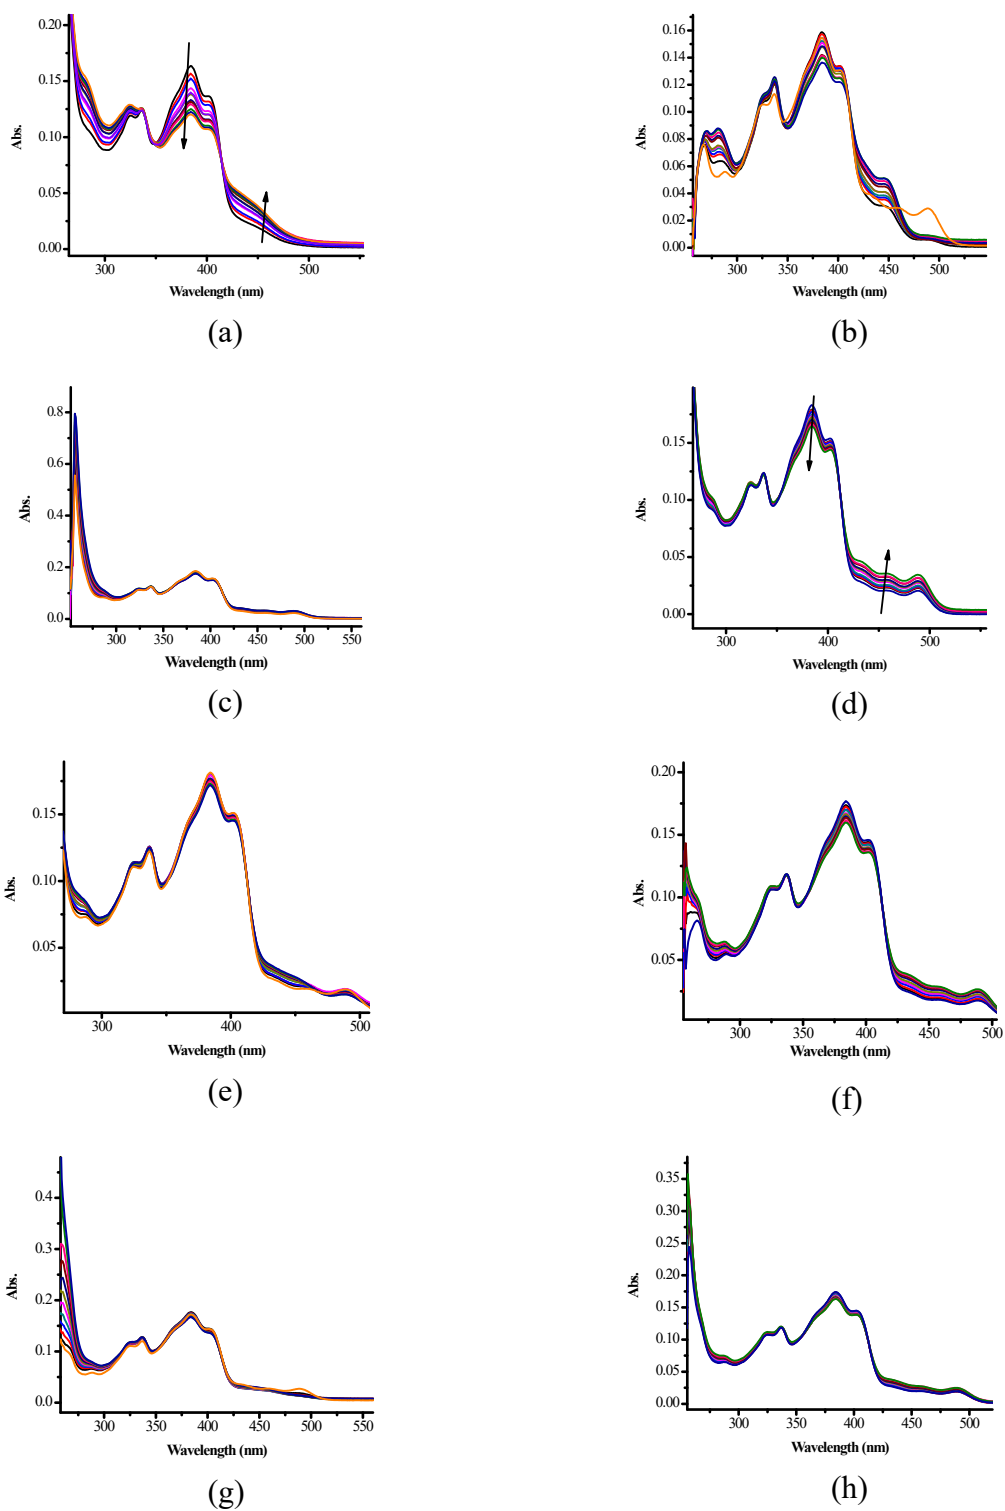 0.20
0.15
0.10
0.05
0.00
Abs.
300 400 500
Wavelength (nm)
(a)
0.16
0.14
0.12
0.10
0.08
0.06
0.04
0.02
0.00
Abs.
300 350 400 450 500
Wavelength (nm)
(b)
0.8
0.6
0.4
0.2
0.0
Abs.
300 350 400 450 500 550
Wavelength (nm)
(c)
0.15
0.10
0.05
0.00
Abs.
300 400 500
Wavelength (nm)
(d)
0.15
0.10
0.05
Abs.
300 400 500
Wavelength (nm)
(e)
0.20
0.15
0.10
0.05
Abs.
300 350 400 450 500
Wavelength (nm)
(f)
0.4
0.3
0.2
0.1
0.0
Abs.
300 350 400 450 500 550
Wavelength (nm)
(g)
0.35
0.30
0.25
0.20
0.15
0.10
0.05
0.00
Abs.
300 350 400 450 500
Wavelength (nm)
(h)